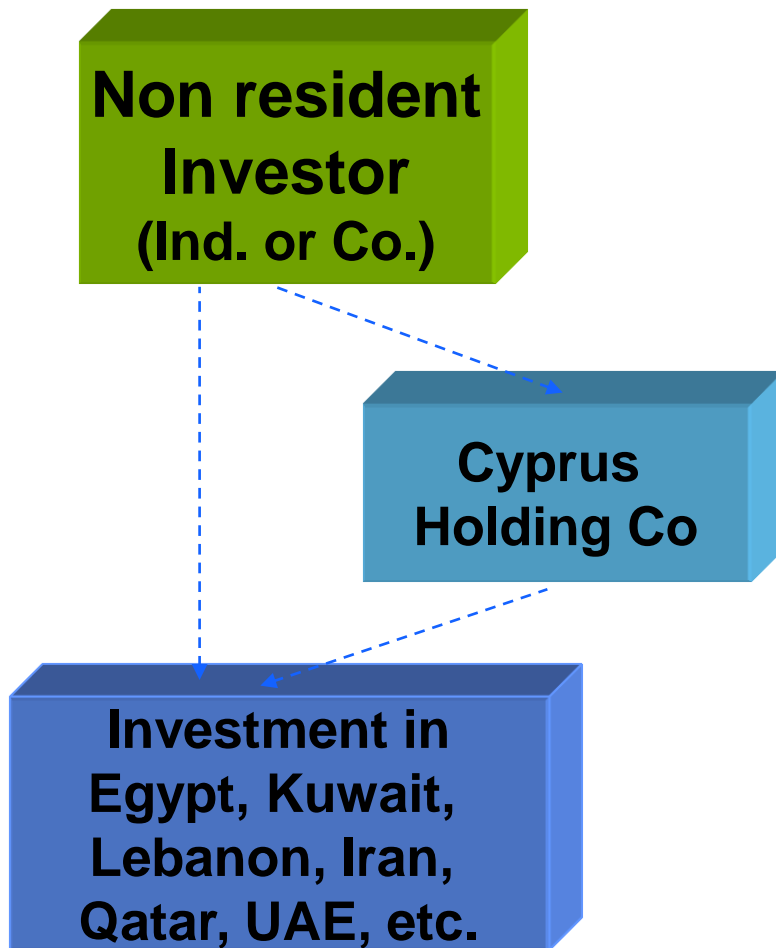 Non resident
Investor
(Ind. or Co.)
Cyprus
Holding Co
Investment in
Egypt, Kuwait,
Lebanon, Iran,
Qatar, UAE, etc.